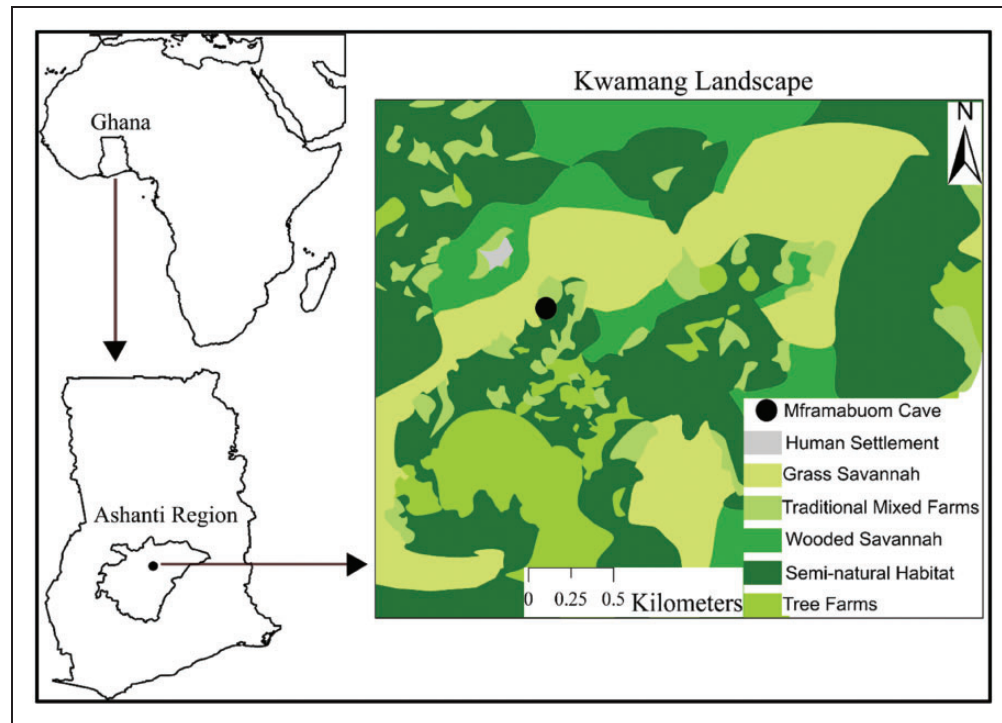 Kwamang Landscape
Ghana
N
Ashanti Region
Mframabuom Cave
Human Settlement
Grass Savannah
Traditional Mixed Farms
Wooded Savannah
Semi-natural Habitat
Tree Farms
0 0.25 0.5 Kilometers